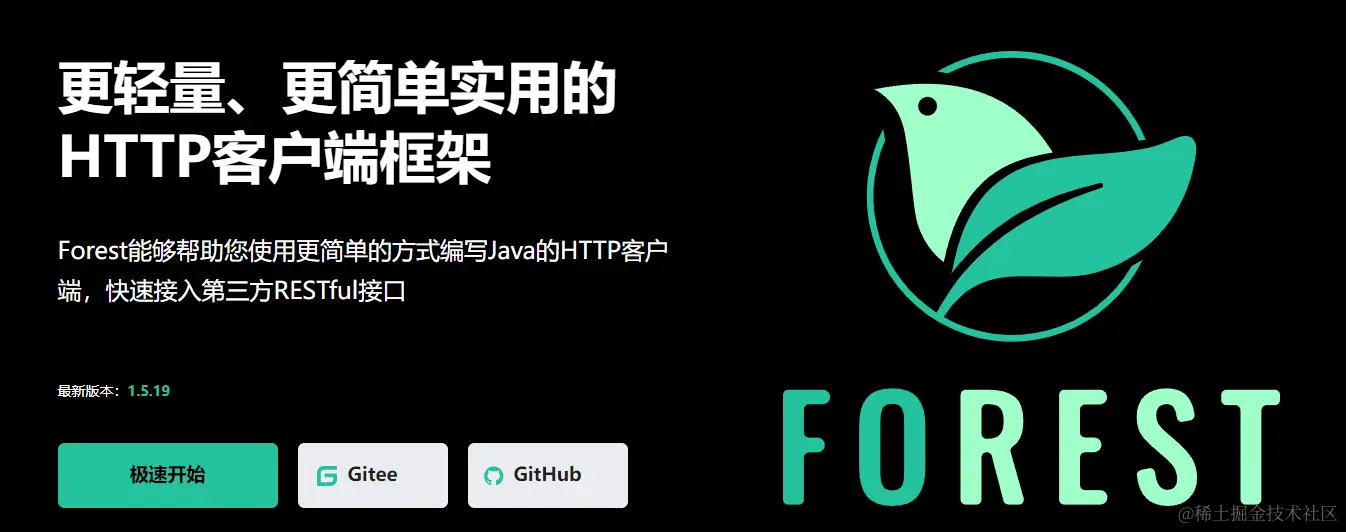 更轻量、更简单实用的
HTTP客户端框架
Forest能够帮助您使用更简单的方式编写Java的HTTP客户
端，快速接入第三方RESTful接口
最新版本：1.5.19
极速开始
Gitee
GitHub
FOREST
@稀土掘金技术社区